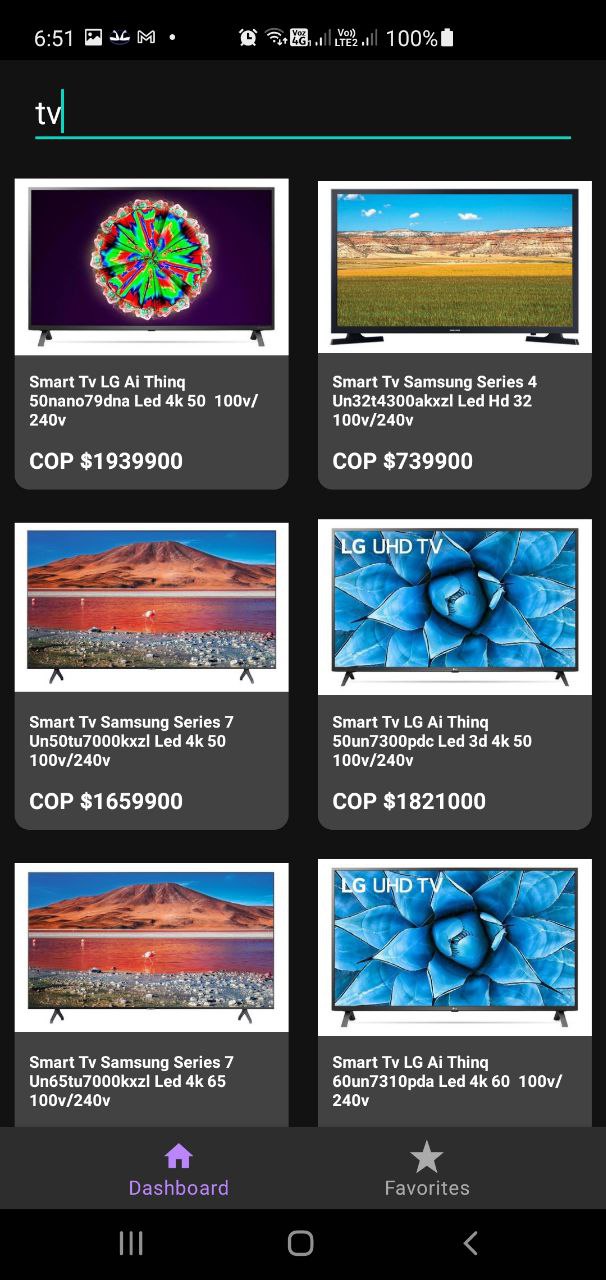 6:51
Voz 4G
Vo)) LTE2
100%
tv
Smart Tv LG Ai Thinq
50nano79dna Led 4k 50  100v/
240v
COP $1939900
Smart Tv Samsung Series 4
Un32t4300akxzl Led Hd 32
100v/240v
COP $739900
Smart Tv Samsung Series 7
Un50tu7000kxzl Led 4k 50
100v/240v
COP $1659900
LG UHD TV
Smart Tv LG Ai Thinq
50un7300pdc Led 3d 4k 50
100v/240v
COP $1821000
Smart Tv Samsung Series 7
Un65tu7000kxzl Led 4k 65
100v/240v
LG UHD TV
Smart Tv LG Ai Thinq
60un7310pda Led 4k 60  100v/
240v
Dashboard
Favorites